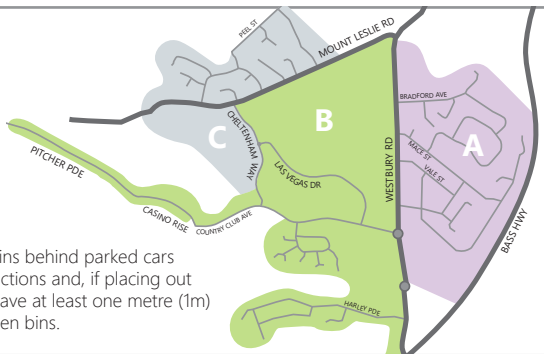 PEEL ST
MOUNT LESLIE RD
BRADFORD AVE
B
C
A
CHELTENHAM WAY
MACE ST
VALE ST
WESTBURY RD
LAS VEGAS DR
PITCHER PDE
CASINO RISE
COUNTRY CLUB AVE
BASS HWY
HARLEY PDE
ins behind parked cars
ctions and, if placing out
ave at least one metre (1m)
en bins.